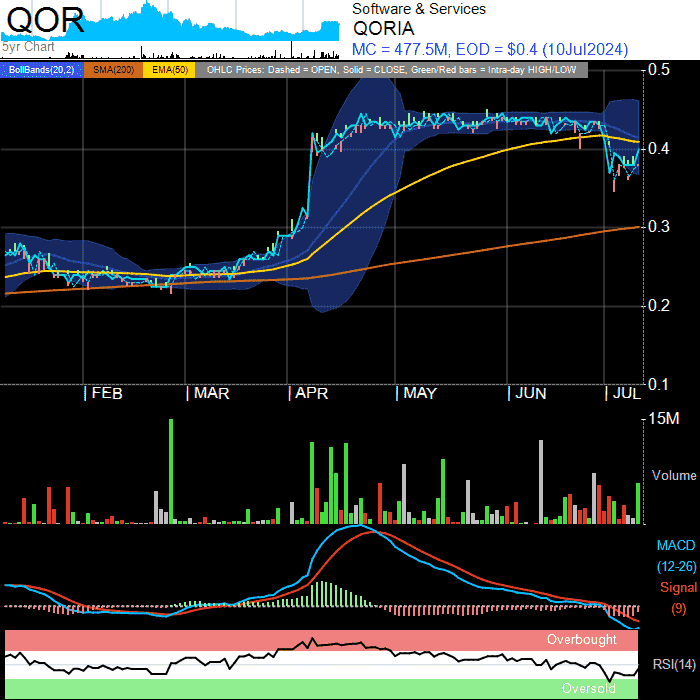 QOR
5yr Chart
Software & Services
QORIA
MC = 477.5M, EOD = $0.4 (10Jul2024)
BollBands(20,2) SMA(200) EMA(50) OHLC Prices: Dashed = OPEN, Solid = CLOSE, Green/Red bars = Intra-day HIGH/LOW
0.5
0.4
0.3
0.2
0.1
| FEB | MAR | APR | MAY | JUN | JUL
15M
Volume
MACD
(12-26)
Signal
(9)
Overbought
RSI(14)
Oversold